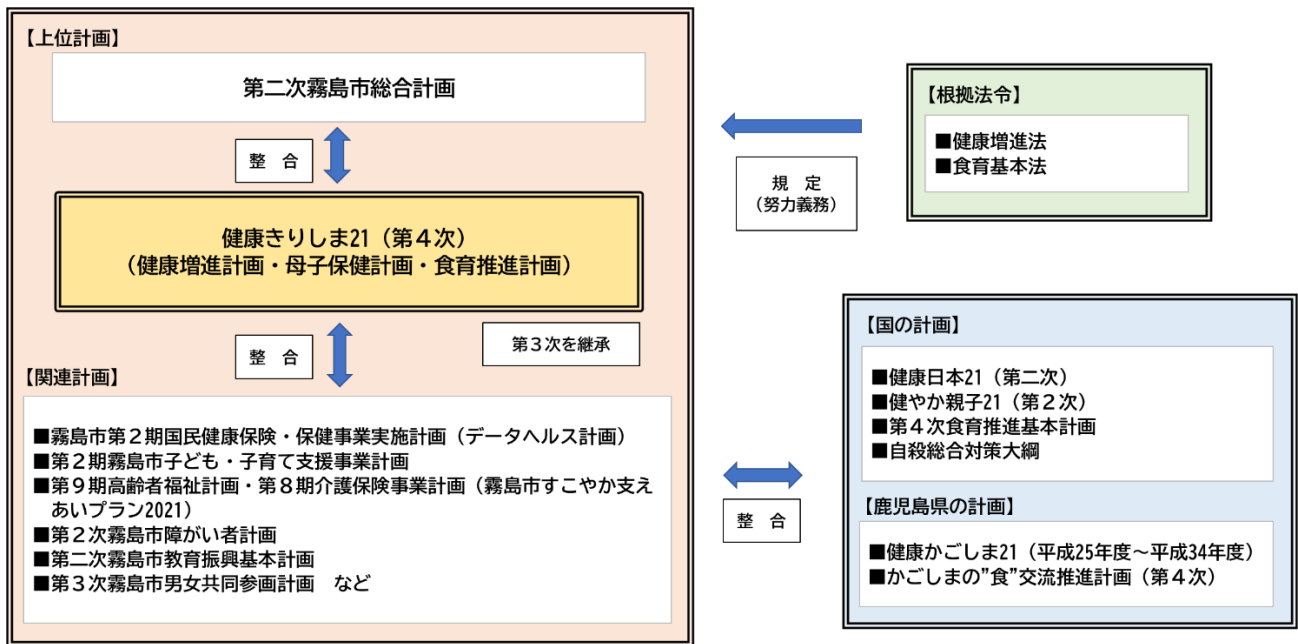 【上位計画】
第二次霧島市総合計画
整　合
健康きりしま21（第４次）
（健康増進計画・母子保健計画・食育推進計画）
整　合
第３次を継承
【関連計画】
■霧島市第２期国民健康保険・保健事業実施計画（データヘルス計画）
■第２期霧島市子ども・子育て支援事業計画
■第９期高齢者福祉計画・第８期介護保険事業計画（霧島市すこやか支え
あいプラン2021）
■第２次霧島市障がい者計画
■第二次霧島市教育振興基本計画
■第３次霧島市男女共同参画計画　など
【根拠法令】
■健康増進法
■食育基本法
規　定
（努力義務）
【国の計画】
■健康日本21（第二次）
■健やか親子21（第２次）
■第４次食育推進基本計画
■自殺総合対策大綱
整　合
【鹿児島県の計画】
■健康かごしま21（平成25年度～平成34年度）
■かごしまの”食”交流推進計画（第４次）